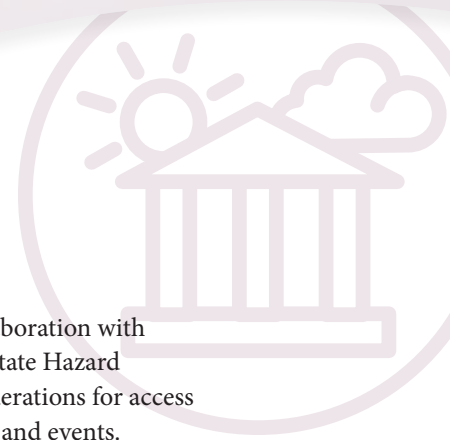 boration with
tate Hazard
erations for access
and events.